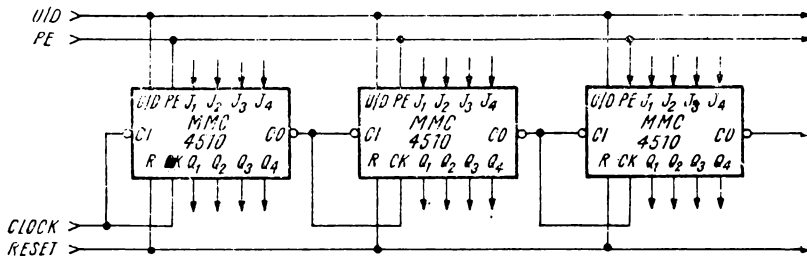 U/D
PE
U/D PE J1 J2 J3 J4
MMC
CI 4510 CO
R CK Q1 Q2 Q3 Q4
U/D PE J1 J2 J3 J4
MMC
CI 4510 CO
R CK Q1 Q2 Q3 Q4
U/D PE J1 J2 J3 J4
MMC
CI 4510 CO
R CK Q1 Q2 Q3 Q4
CLOCK
RESET